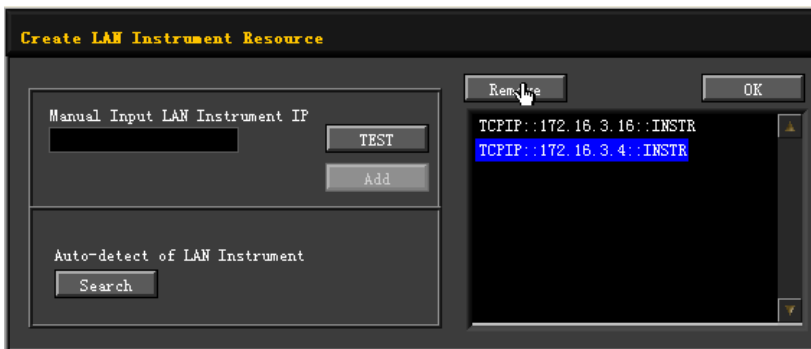 Create LAN Instrument Resource
Manual Input LAN Instrument IP
TEST
Add
Auto-detect of LAN Instrument
Search
Remove
OK
TCPIP::172.16.3.16::INSTR
TCPIP::172.16.3.4::INSTR